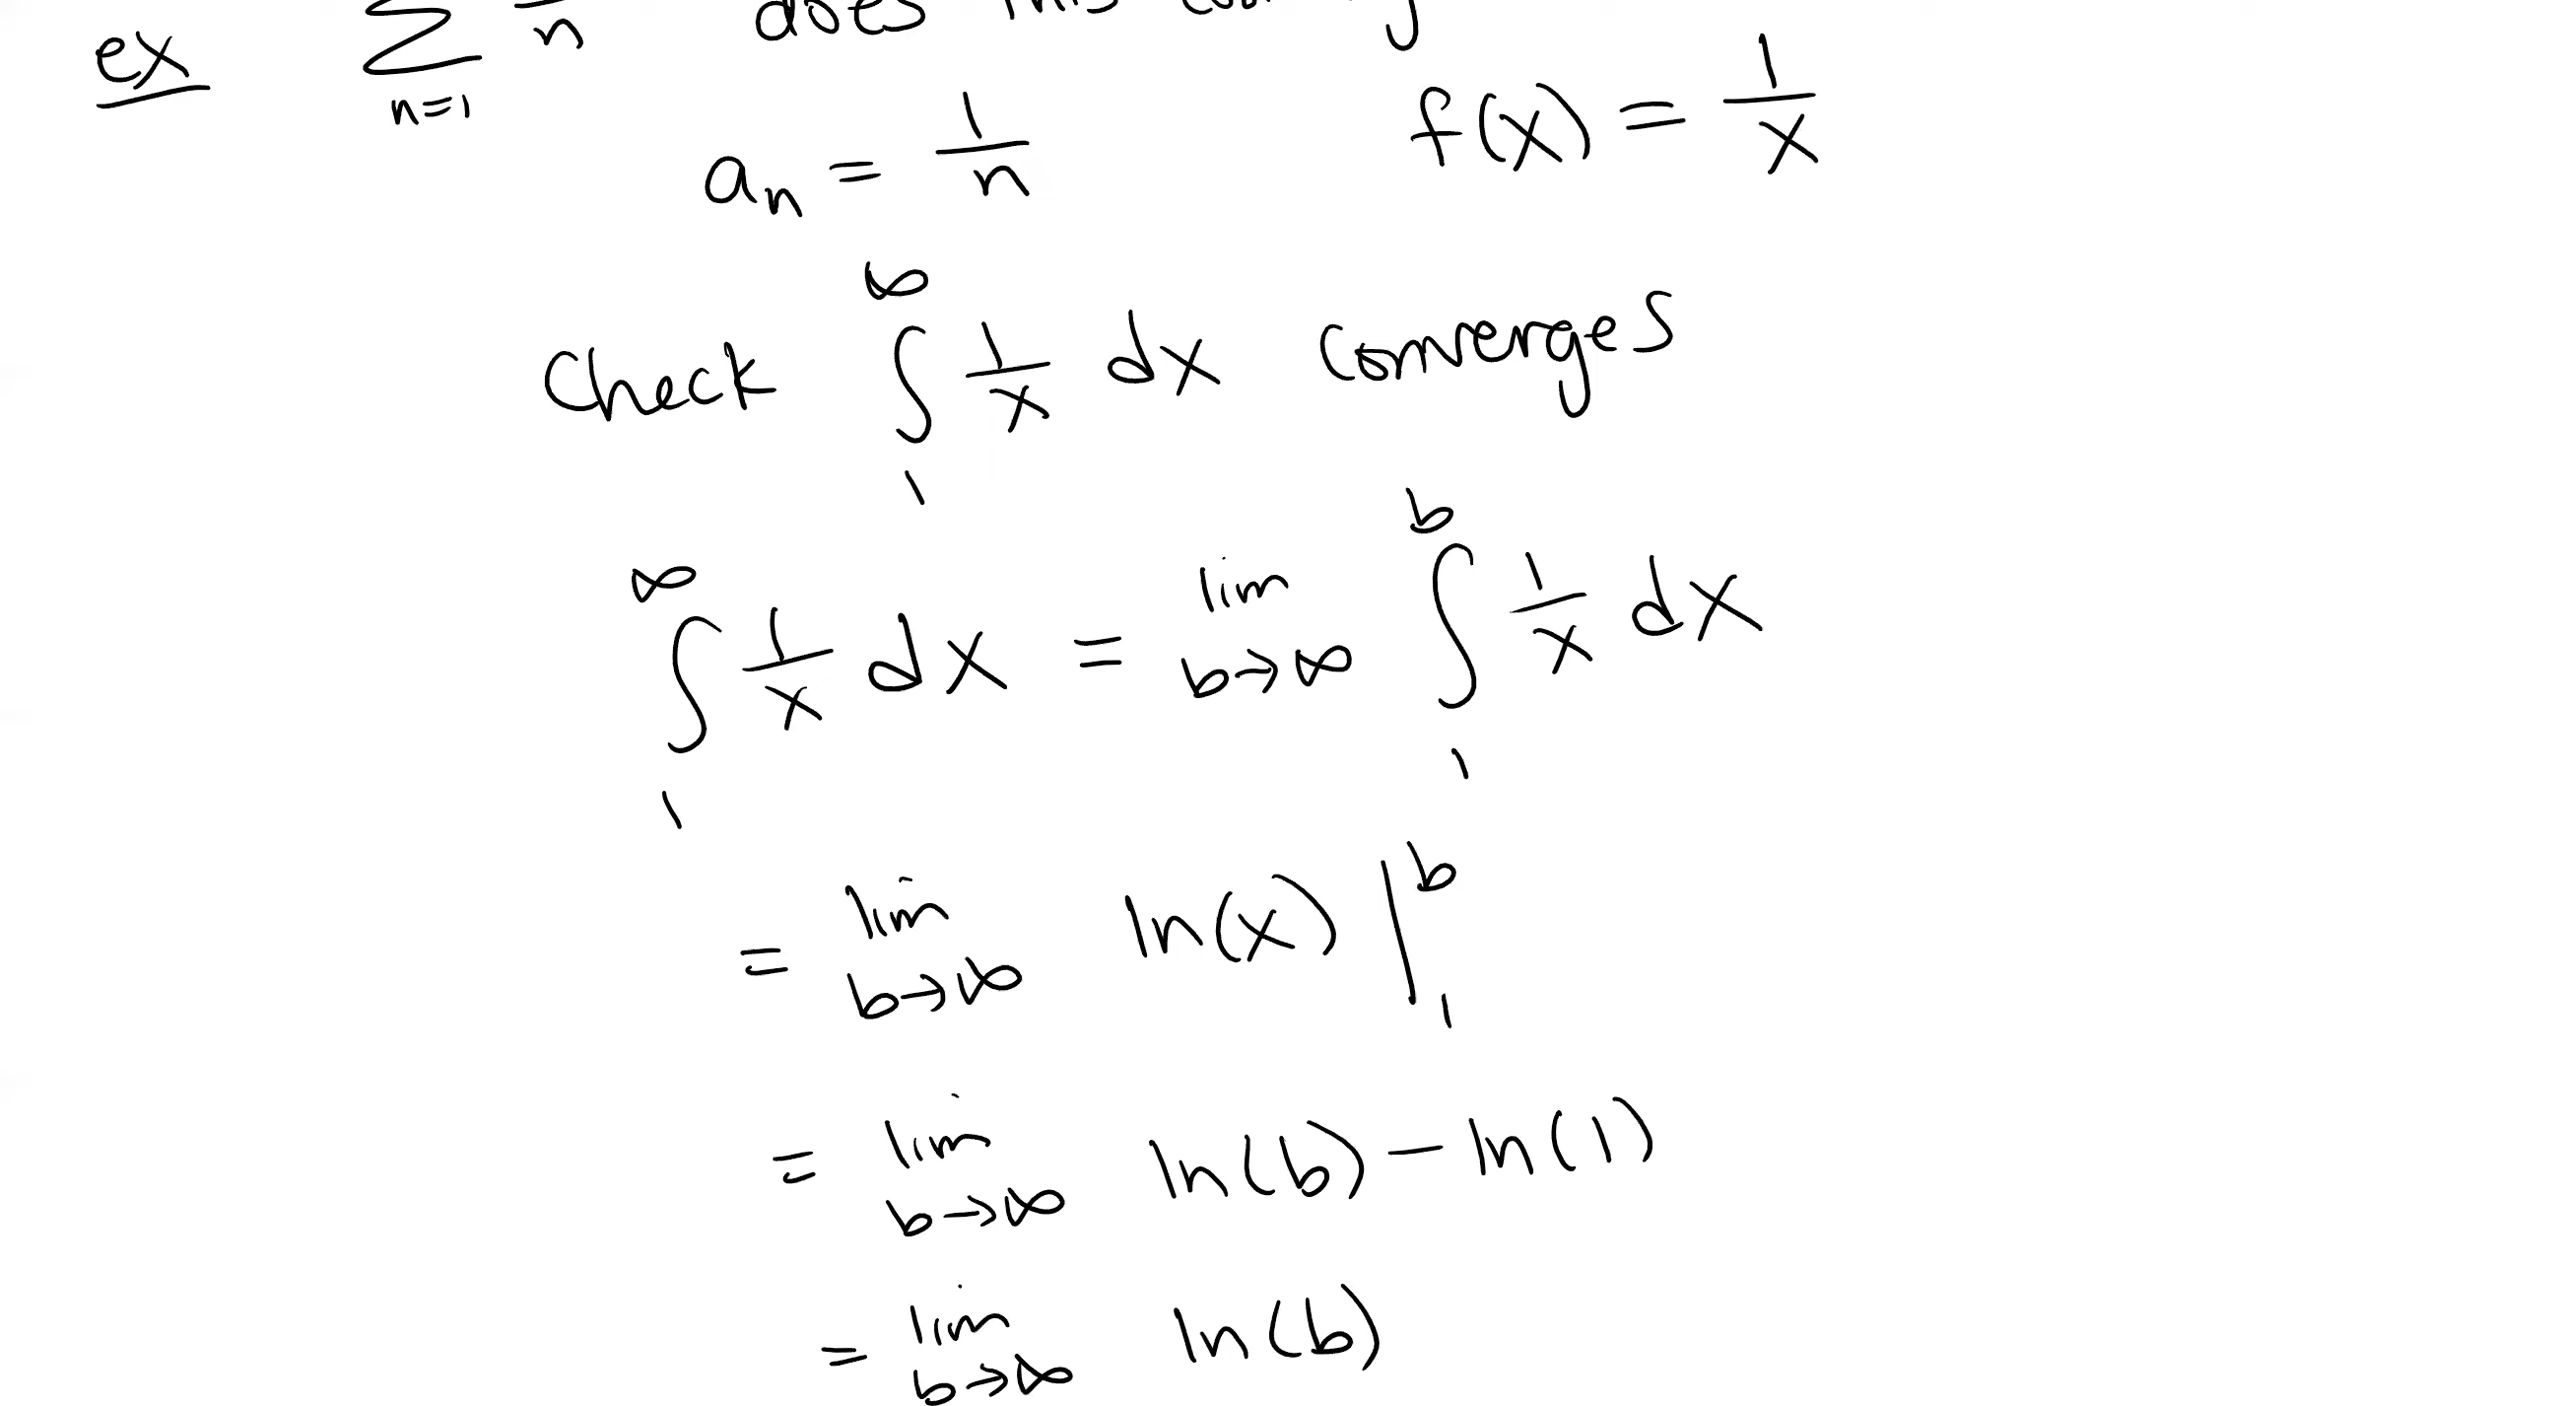 ex ∑ n=1 n does this
aₙ = 1/n f(x) = 1/x
Check ∫₁^∞ 1/x dx converges
∫₁^∞ 1/x dx = lim b→∞ ∫₁^b 1/x dx
= lim b→∞ ln(x) |₁^b
= lim b→∞ ln(b) − ln(1)
= lim b→∞ ln(b)